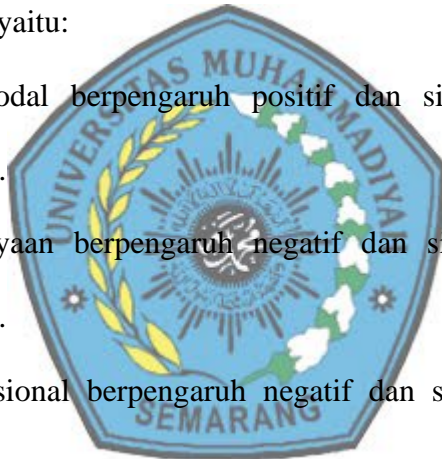 yaitu:
odal berpengaruh positif dan si
.
yaan berpengaruh negatif dan si
.
sional berpengaruh negatif dan s
UNIVERSITAS MUHAMMADIYAH
SEMARANG